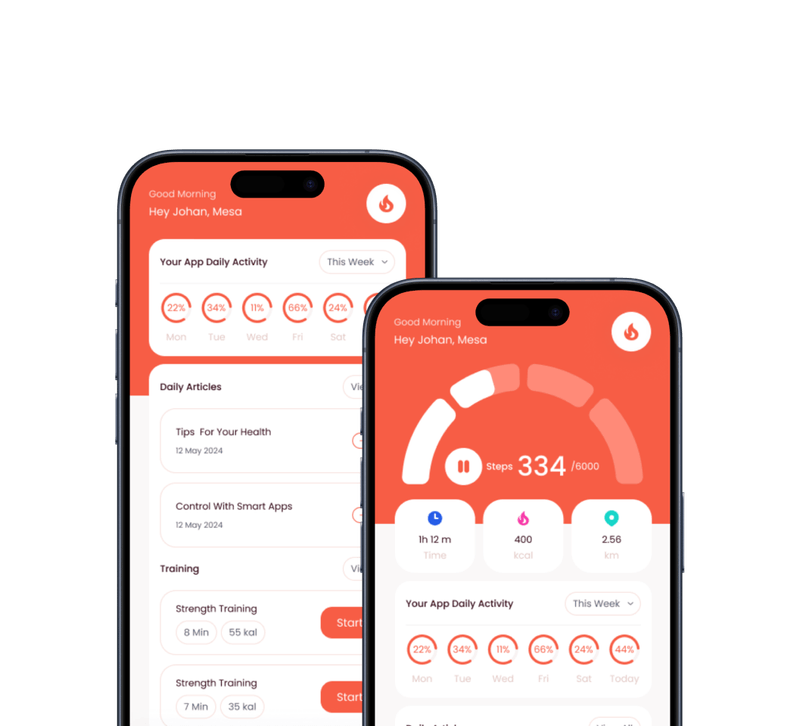 Good Morning
Hey Johan, Mesa
Your App Daily Activity
This Week
22%
34%
11%
66%
24%
Mon
Tue
Wed
Fri
Sat
Daily Articles
Tips For Your Health
12 May 2024
Control With Smart Apps
12 May 2024
Training
Strength Training
8 Min
55 kal
Start
Strength Training
7 Min
35 kal
Start
Good Morning
Hey Johan, Mesa
Steps 334 /6000
1h 12 m
400
2.56
Time
kcal
km
Your App Daily Activity
This Week
22%
34%
11%
66%
24%
44%
Mon
Tue
Wed
Fri
Sat
Today